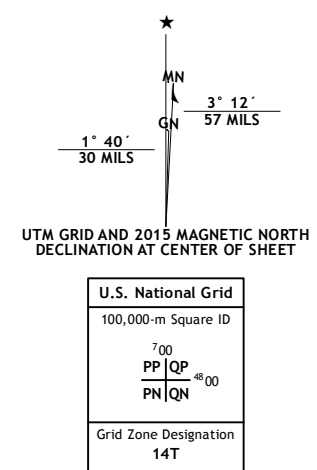 MN
3° 12´
57 MILS
GN
1° 40´
30 MILS
UTM GRID AND 2015 MAGNETIC NORTH
DECLINATION AT CENTER OF SHEET
U.S. National Grid
100,000-m Square ID
700
PP QP
4800
PN QN
Grid Zone Designation
14T